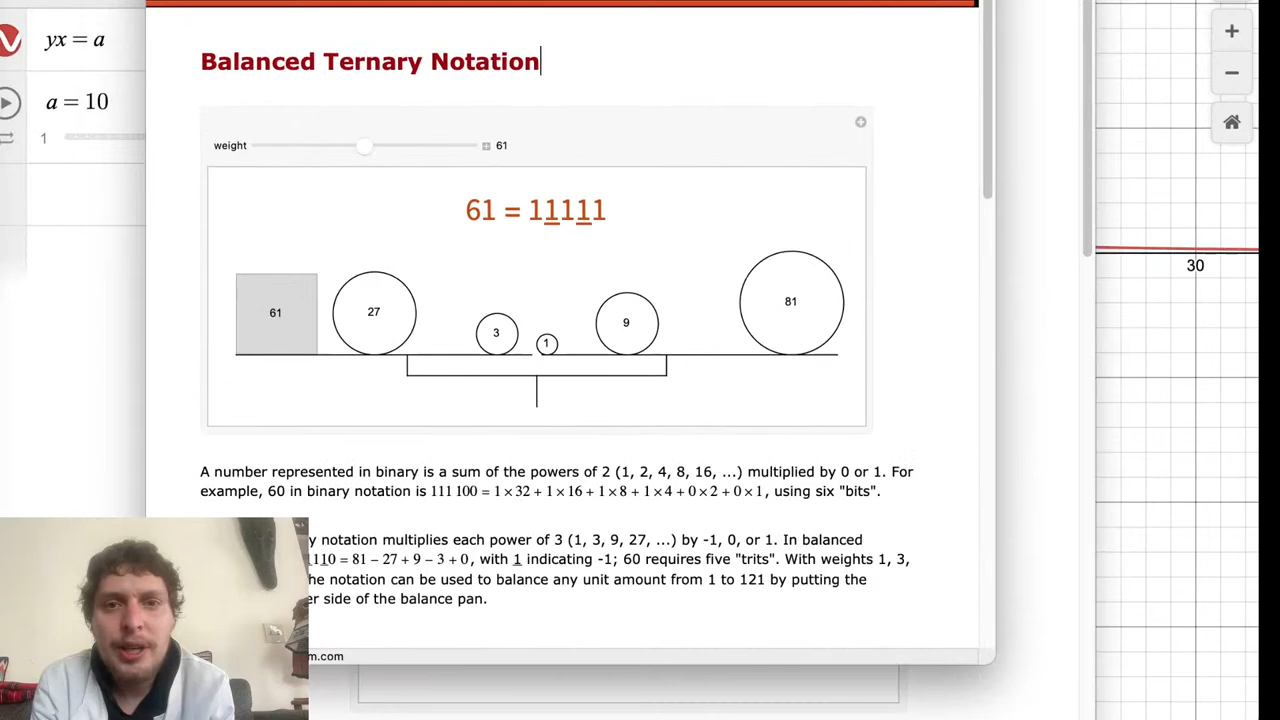 yx = a
a = 10
1
Balanced Ternary Notation
weight
61
61 = 11111
61
27
3
1
9
81
30
A number represented in binary is a sum of the powers of 2 (1, 2, 4, 8, 16, ...) multiplied by 0 or 1. For
example, 60 in binary notation is 111 100 = 1×32 + 1×16 + 1×8 + 1×4 + 0×2 + 0×1, using six "bits".
notation multiplies each power of 3 (1, 3, 9, 27, ...) by -1, 0, or 1. In balanced
110 = 81 − 27 + 9 − 3 + 0, with 1 indicating -1; 60 requires five "trits". With weights 1, 3,
he notation can be used to balance any unit amount from 1 to 121 by putting the
er side of the balance pan.
m.com